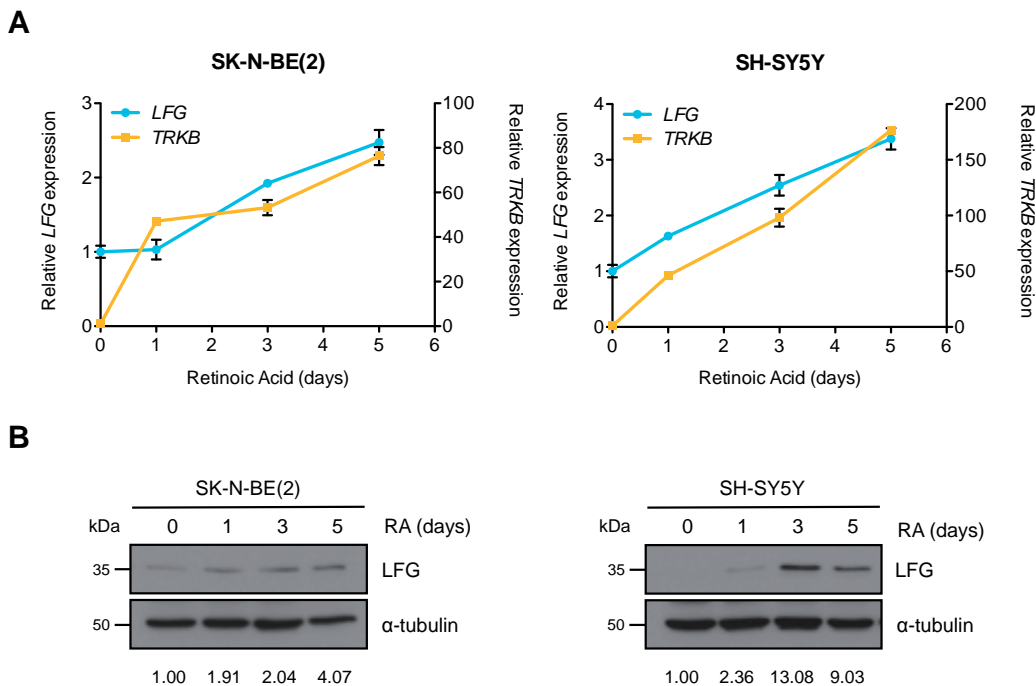 A
SK-N-BE(2)
LFG
TRKB
Relative LFG expression
3
2
1
0
Relative TRKB expression
100
80
60
40
20
0
0 1 2 3 4 5 6
Retinoic Acid (days)
SH-SY5Y
LFG
TRKB
Relative LFG expression
4
3
2
1
0
Relative TRKB expression
200
150
100
50
0
0 1 2 3 4 5 6
Retinoic Acid (days)
B
SK-N-BE(2)
kDa 0 1 3 5 RA (days)
35 LFG
50 α-tubulin
1.00 1.91 2.04 4.07
SH-SY5Y
kDa 0 1 3 5 RA (days)
35 LFG
50 α-tubulin
1.00 2.36 13.08 9.03